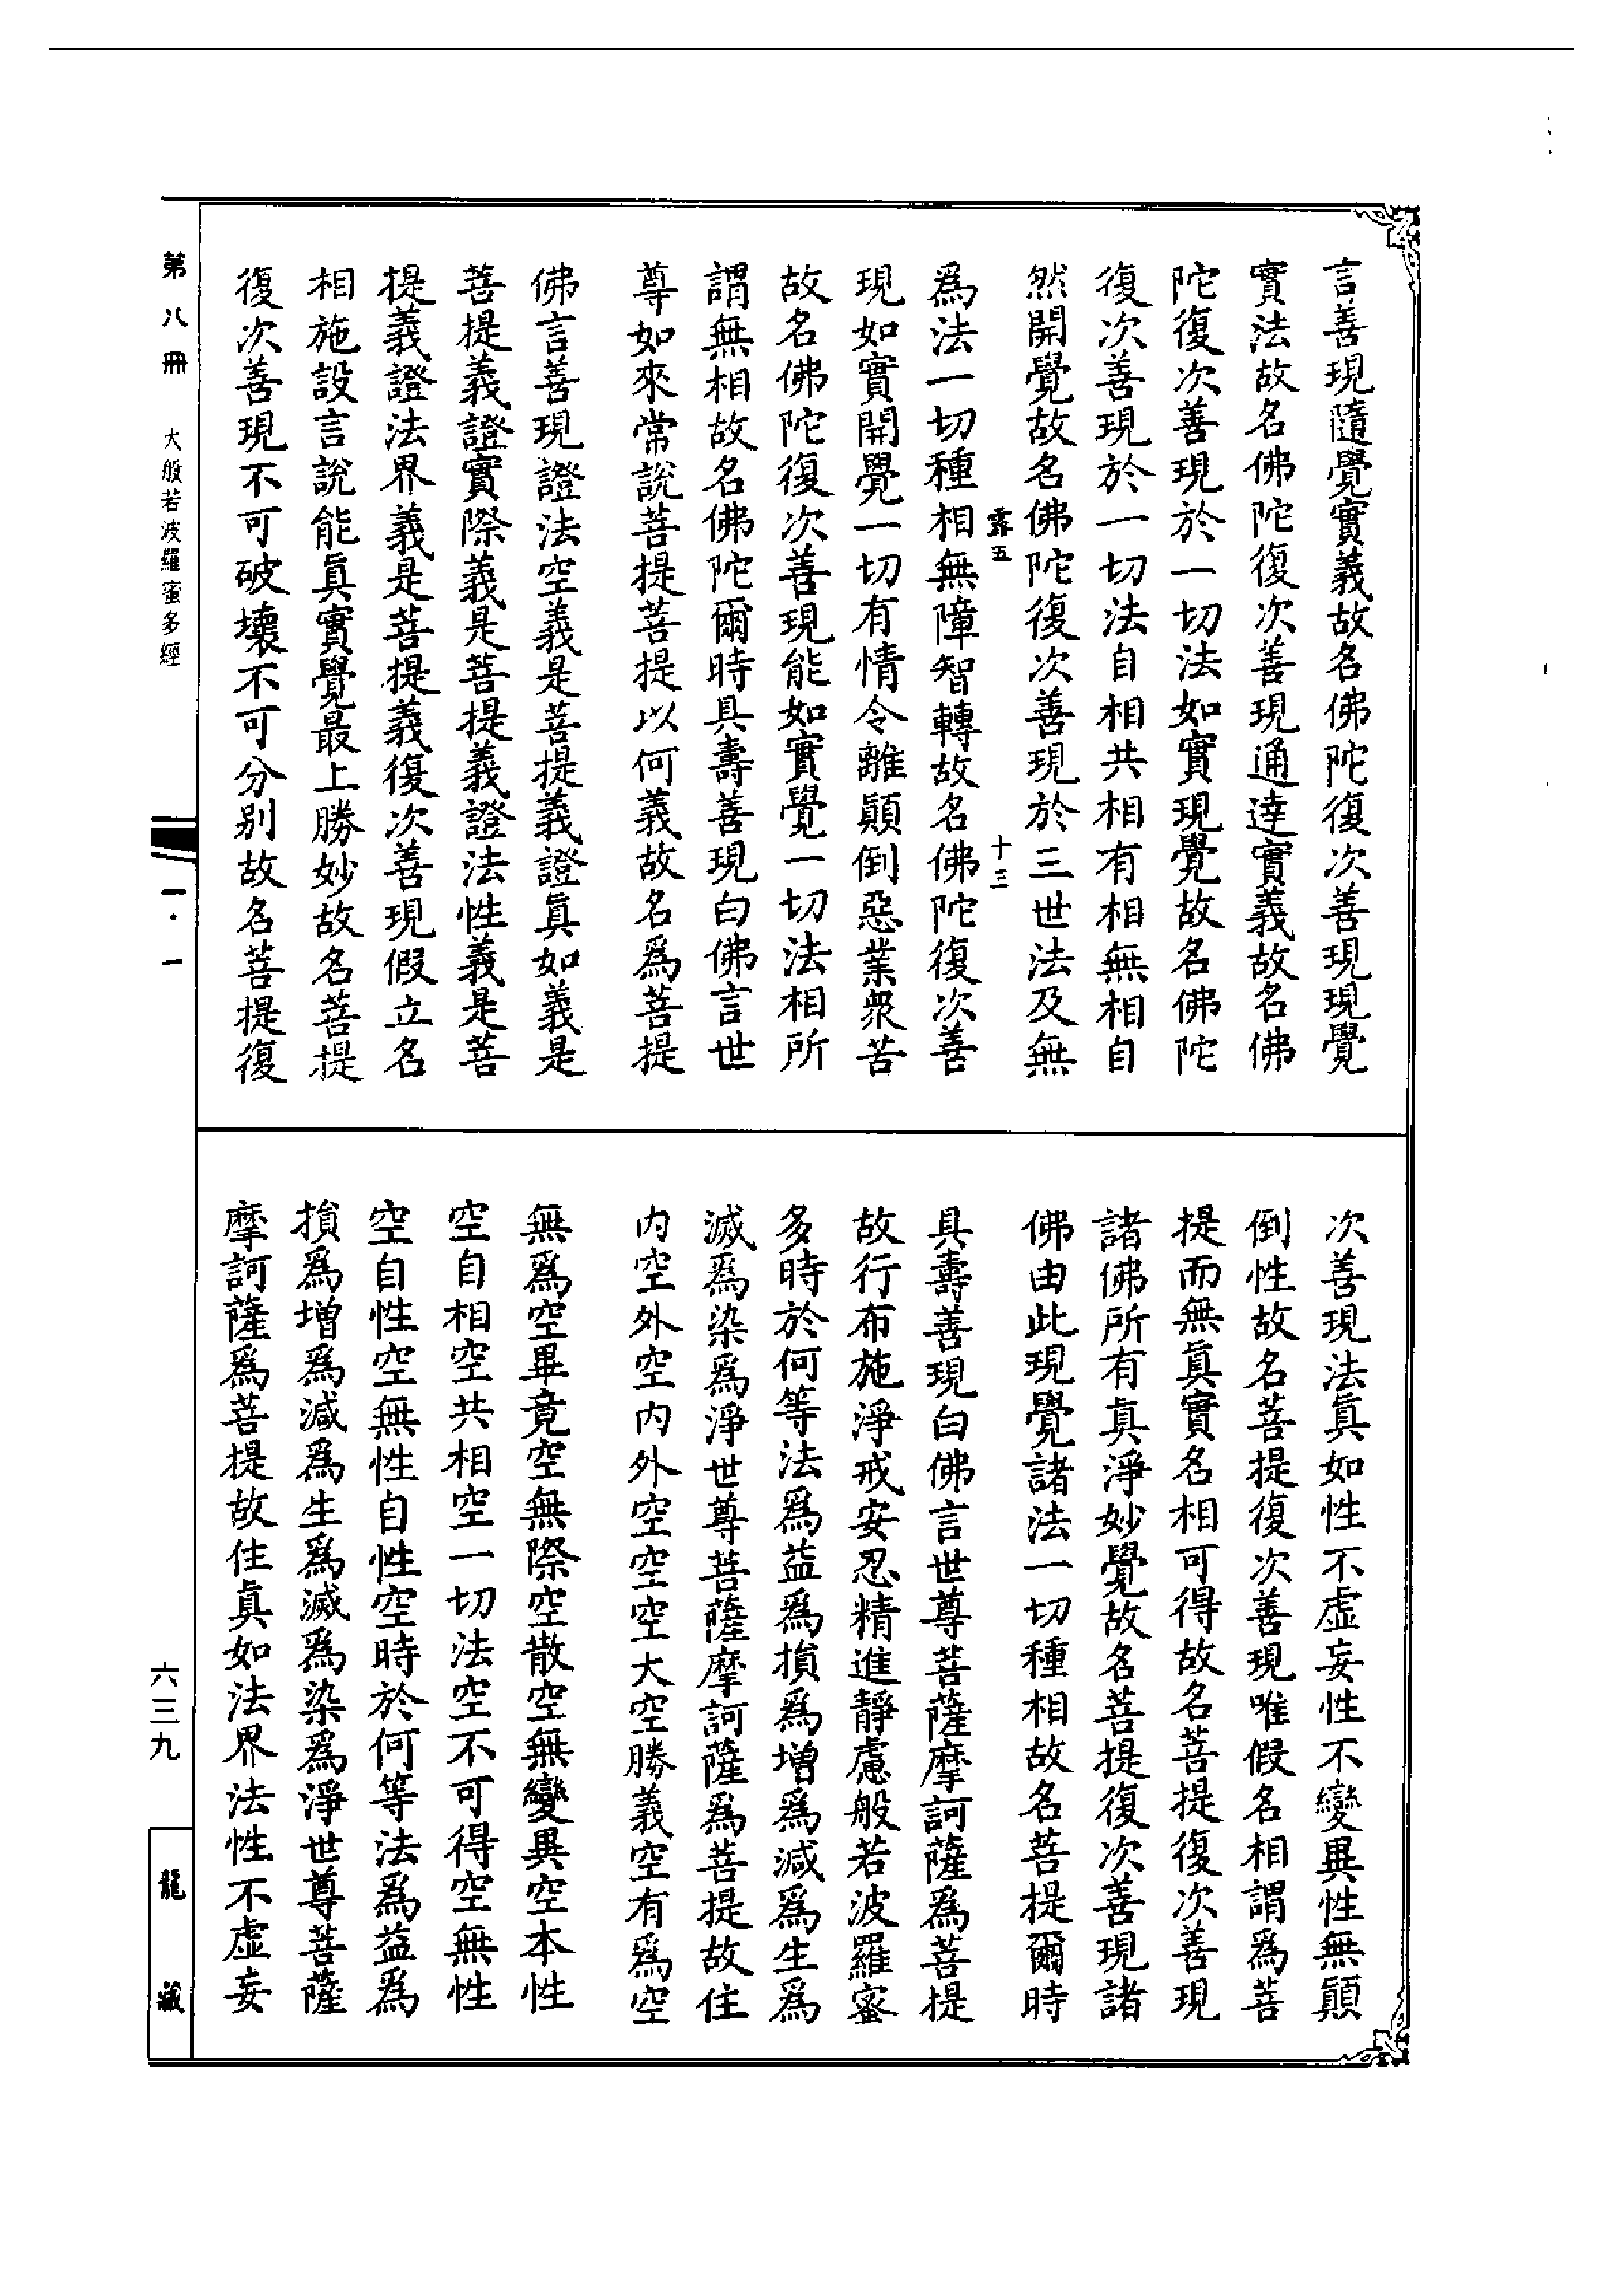 言善現隨覺實義故名佛陀復次善現現覺
實法故名佛陀復次善現通達實義故名佛
陀復次善現於一切法如實現覺故名佛陀
復次善現於一切法自相共相有相無相自
然開覺故名佛陀復次善現於三世法及無
露五 十三
爲法一切種相無障智轉故名佛陀復次善
現如實開覺一切有情令離顚倒惡業衆苦
故名佛陀復次善現能如實覺一切法相所
謂無相故名佛陀爾時具壽善現白佛言世
尊如來常說菩提菩提以何義故名爲菩提
佛言善現證法空義是菩提義證眞如義是
菩提義證實際義是菩提義證法性義是菩
提義證法界義是菩提義復次善現假立名
相施設言說能眞實覺最上勝妙故名菩提
復次善現不可破壞不可分別故名菩提復
次善現法眞如性不虛妄性不變異性無顚
倒性故名菩提復次善現唯假名相謂爲菩
提而無眞實名相可得故名菩提復次善現
諸佛所有眞淨妙覺故名菩提復次善現諸
佛由此現覺諸法一切種相故名菩提爾時
具壽善現白佛言世尊菩薩摩訶薩爲菩提
故行布施淨戒安忍精進靜慮般若波羅蜜
多時於何等法爲益爲損爲增爲減爲生爲
滅爲染爲淨世尊菩薩摩訶薩爲菩提故住
內空外空內外空空空大空勝義空有爲空
無爲空畢竟空無際空散空無變異空本性
空自相空共相空一切法空不可得空無性
空自性空無性自性空時於何等法爲益爲
損爲增爲減爲生爲滅爲染爲淨世尊菩薩
摩訶薩爲菩提故住眞如法界法性不虛妄
第八冊 大般若波羅蜜多經
一·一
六三九
龍藏